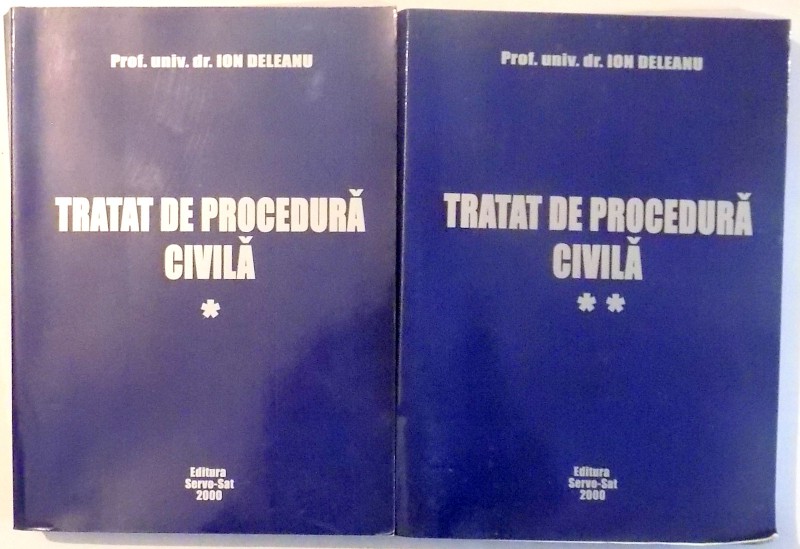 Prof. univ. dr. ION DELEANU
TRATAT DE PROCEDURĂ
CIVILĂ
*
Editura
Servo-Sat
2000
Prof. univ. dr. ION DELEANU
TRATAT DE PROCEDURĂ
CIVILĂ
* *
Editura
Servo-Sat
2000